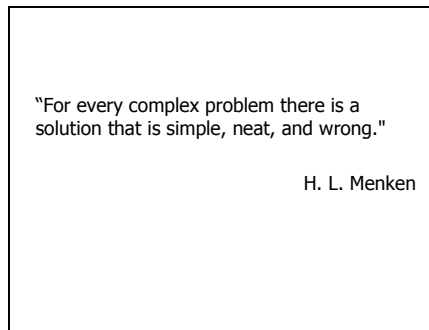 “For every complex problem there is a
solution that is simple, neat, and wrong."
H. L. Menken